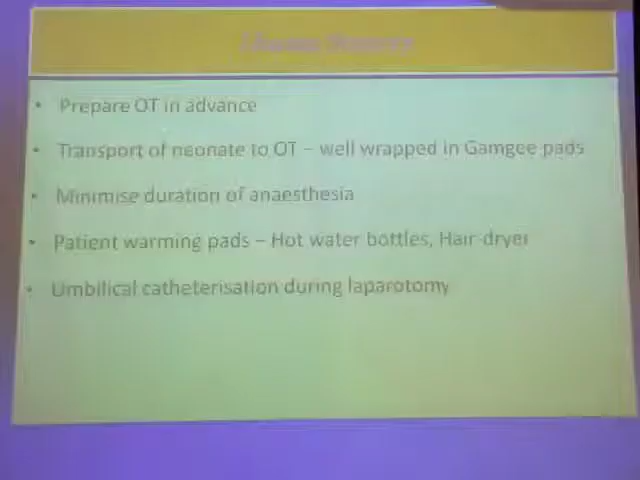 • Prepare OT in advance
• Transport of neonate to OT – well wrapped in Gamgee pads
• Minimise duration of anaesthesia
• Patient warming pads – Hot water bottles, Hair-dryer
• Umbilical catheterisation during laparotomy